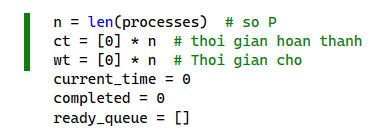 n = len(processes)  # so P
ct = [0] * n  # thoi gian hoan thanh
wt = [0] * n  # Thoi gian cho
current_time = 0
completed = 0
ready_queue = []